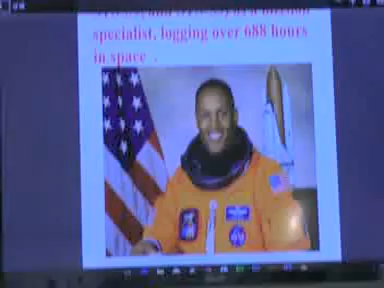 specialist, logging over 688 hours
in space .